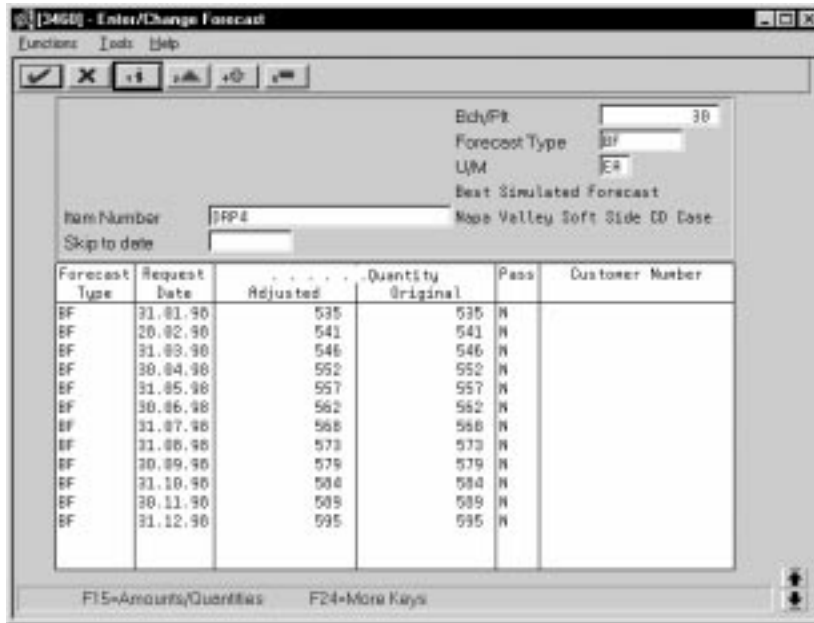 [3460] - Enter/Change Forecast
Functions Tools Help
Bch/Plt 30
Forecast Type BF
U/M EA
Best Simulated Forecast
Item Number DRP4 Napa Valley Soft Side CD Case
Skip to date
Forecast Request . . . . . .Quantity Pass Customer Number
Type Date Adjusted Original
BF 31.01.98 535 535 N
BF 28.02.98 541 541 N
BF 31.03.98 546 546 N
BF 30.04.98 552 552 N
BF 31.05.98 557 557 N
BF 30.06.98 562 562 N
BF 31.07.98 568 568 N
BF 31.08.98 573 573 N
BF 30.09.98 579 579 N
BF 31.10.98 584 584 N
BF 30.11.98 589 589 N
BF 31.12.98 595 595 N
F15=Amounts/Quantities F24=More Keys